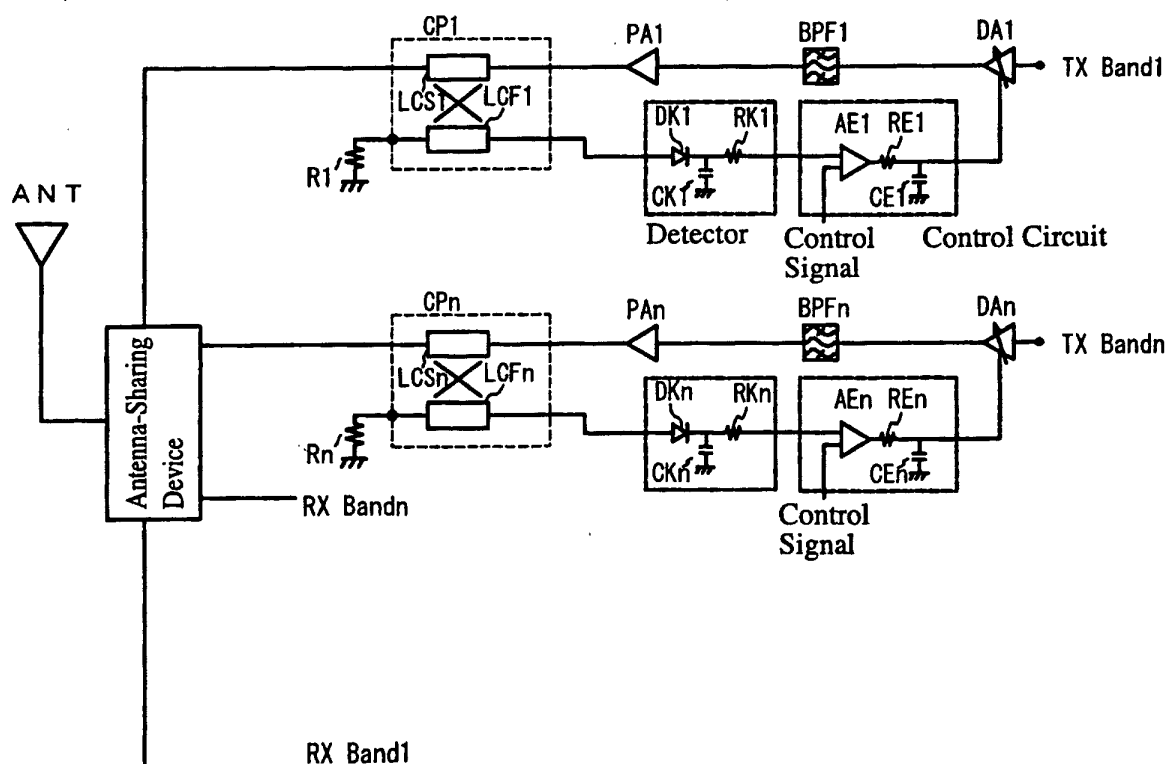 CP1
PA1
BPF1
DA1
TX Band1
LCS1
LCF1
R1
DK1
RK1
CK1
AE1
RE1
CE1
Detector
Control
Signal
Control Circuit
ANT
Antenna-Sharing
Device
CPn
PAn
BPFn
DAn
TX Bandn
LCSn
LCFn
Rn
DKn
RKn
CKn
AEn
REn
CEn
Control
Signal
RX Bandn
RX Band1